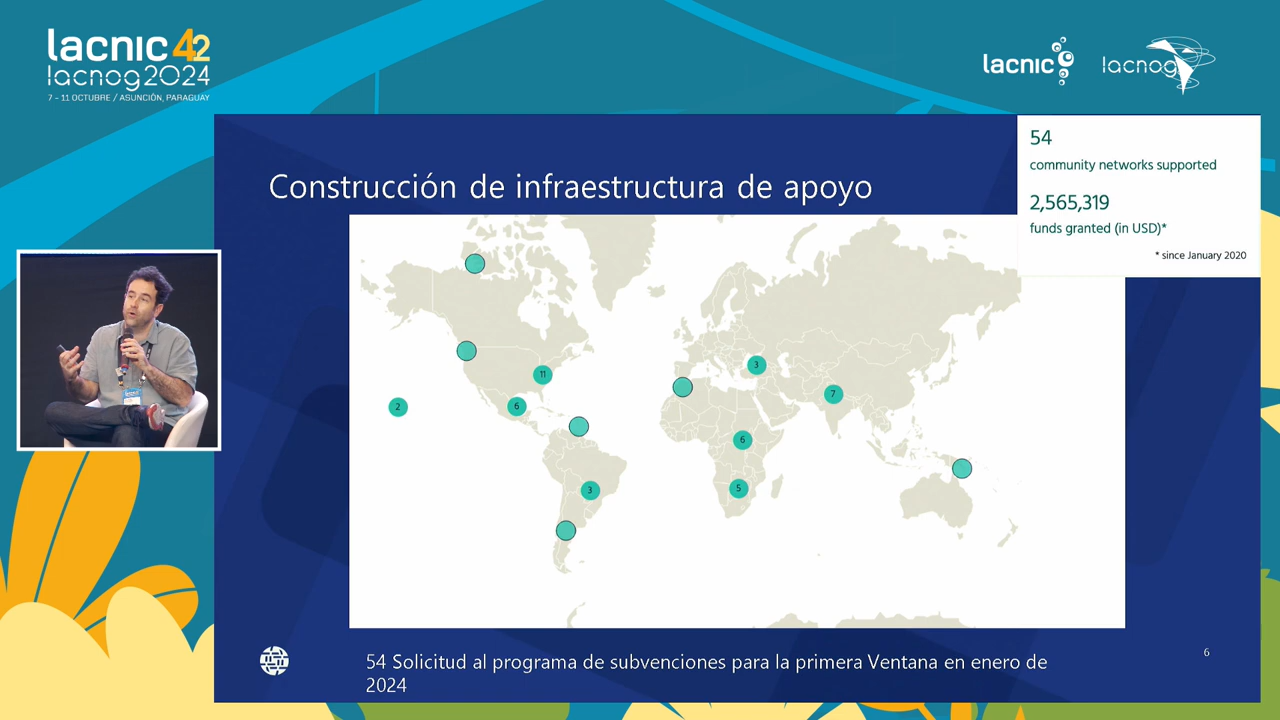 lacnic 42
lacnog2024
7 - 11 OCTUBRE / ASUNCIÓN, PARAGUAY
lacnic
lacnog
54
community networks supported
2,565,319
funds granted (in USD)*
* since January 2020
Construcción de infraestructura de apoyo
11
3
7
2
6
6
5
3
54 Solicitud al programa de subvenciones para la primera Ventana en enero de
2024
6